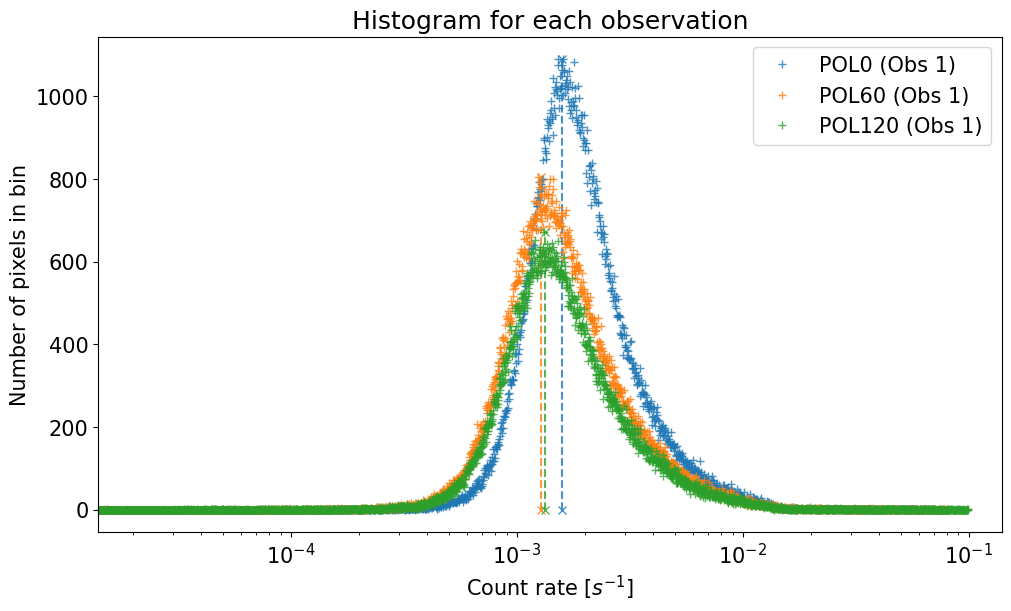 Histogram for each observation
POL0 (Obs 1)
POL60 (Obs 1)
POL120 (Obs 1)
Number of pixels in bin
1000
800
600
400
200
0
10⁻⁴ 10⁻³ 10⁻² 10⁻¹
Count rate [s⁻¹]